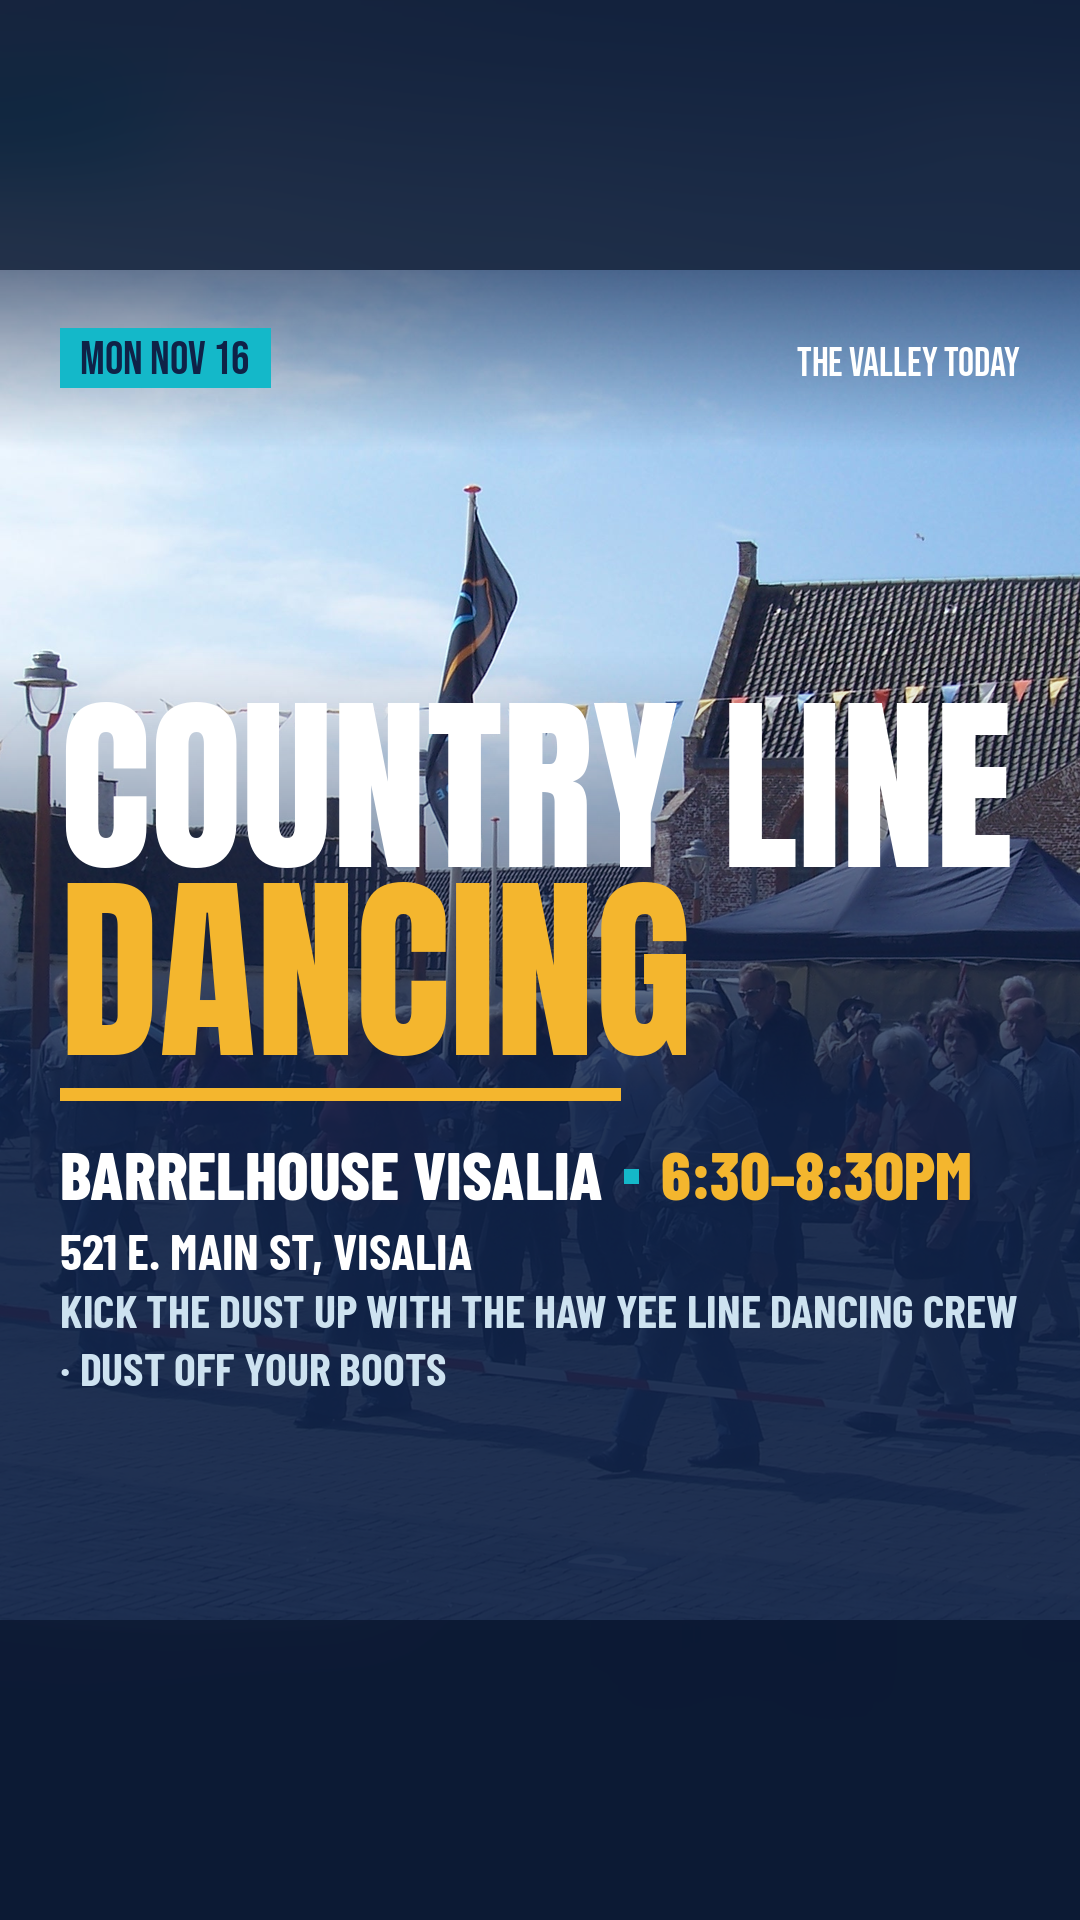 MON NOV 16
THE VALLEY TODAY
COUNTRY LINE
DANCING
BARRELHOUSE VISALIA ▪ 6:30–8:30PM
521 E. MAIN ST, VISALIA
KICK THE DUST UP WITH THE HAW YEE LINE DANCING CREW
· DUST OFF YOUR BOOTS